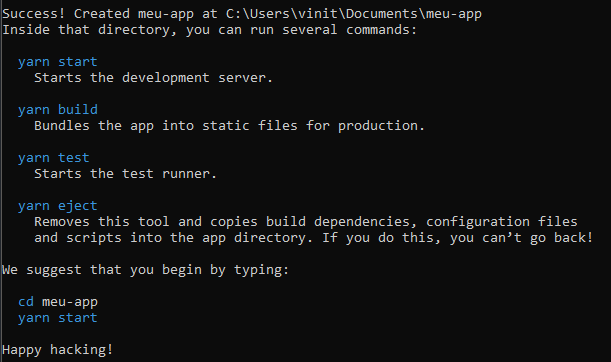 Success! Created meu-app at C:\Users\vinit\Documents\meu-app
Inside that directory, you can run several commands:
yarn start
Starts the development server.
yarn build
Bundles the app into static files for production.
yarn test
Starts the test runner.
yarn eject
Removes this tool and copies build dependencies, configuration files
and scripts into the app directory. If you do this, you can’t go back!
We suggest that you begin by typing:
cd meu-app
yarn start
Happy hacking!